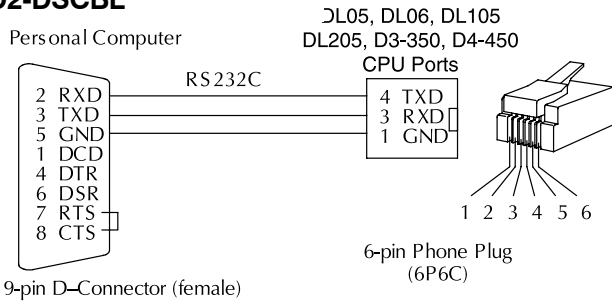 D2-DSCBL
DL05, DL06, DL105
DL205, D3-350, D4-450
CPU Ports
Personal Computer
RS232C
2 RXD
3 TXD
5 GND
1 DCD
4 DTR
6 DSR
7 RTS
8 CTS
4 TXD
3 RXD
1 GND
1 2 3 4 5 6
6-pin Phone Plug
(6P6C)
9-pin D–Connector (female)